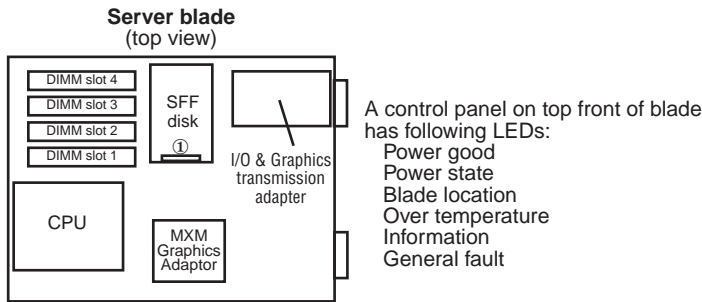 Server blade
(top view)
DIMM slot 4
DIMM slot 3
DIMM slot 2
DIMM slot 1
SFF
disk
①
I/O & Graphics
transmission
adapter
CPU
MXM
Graphics
Adaptor
A control panel on top front of blade
has following LEDs:
Power good
Power state
Blade location
Over temperature
Information
General fault